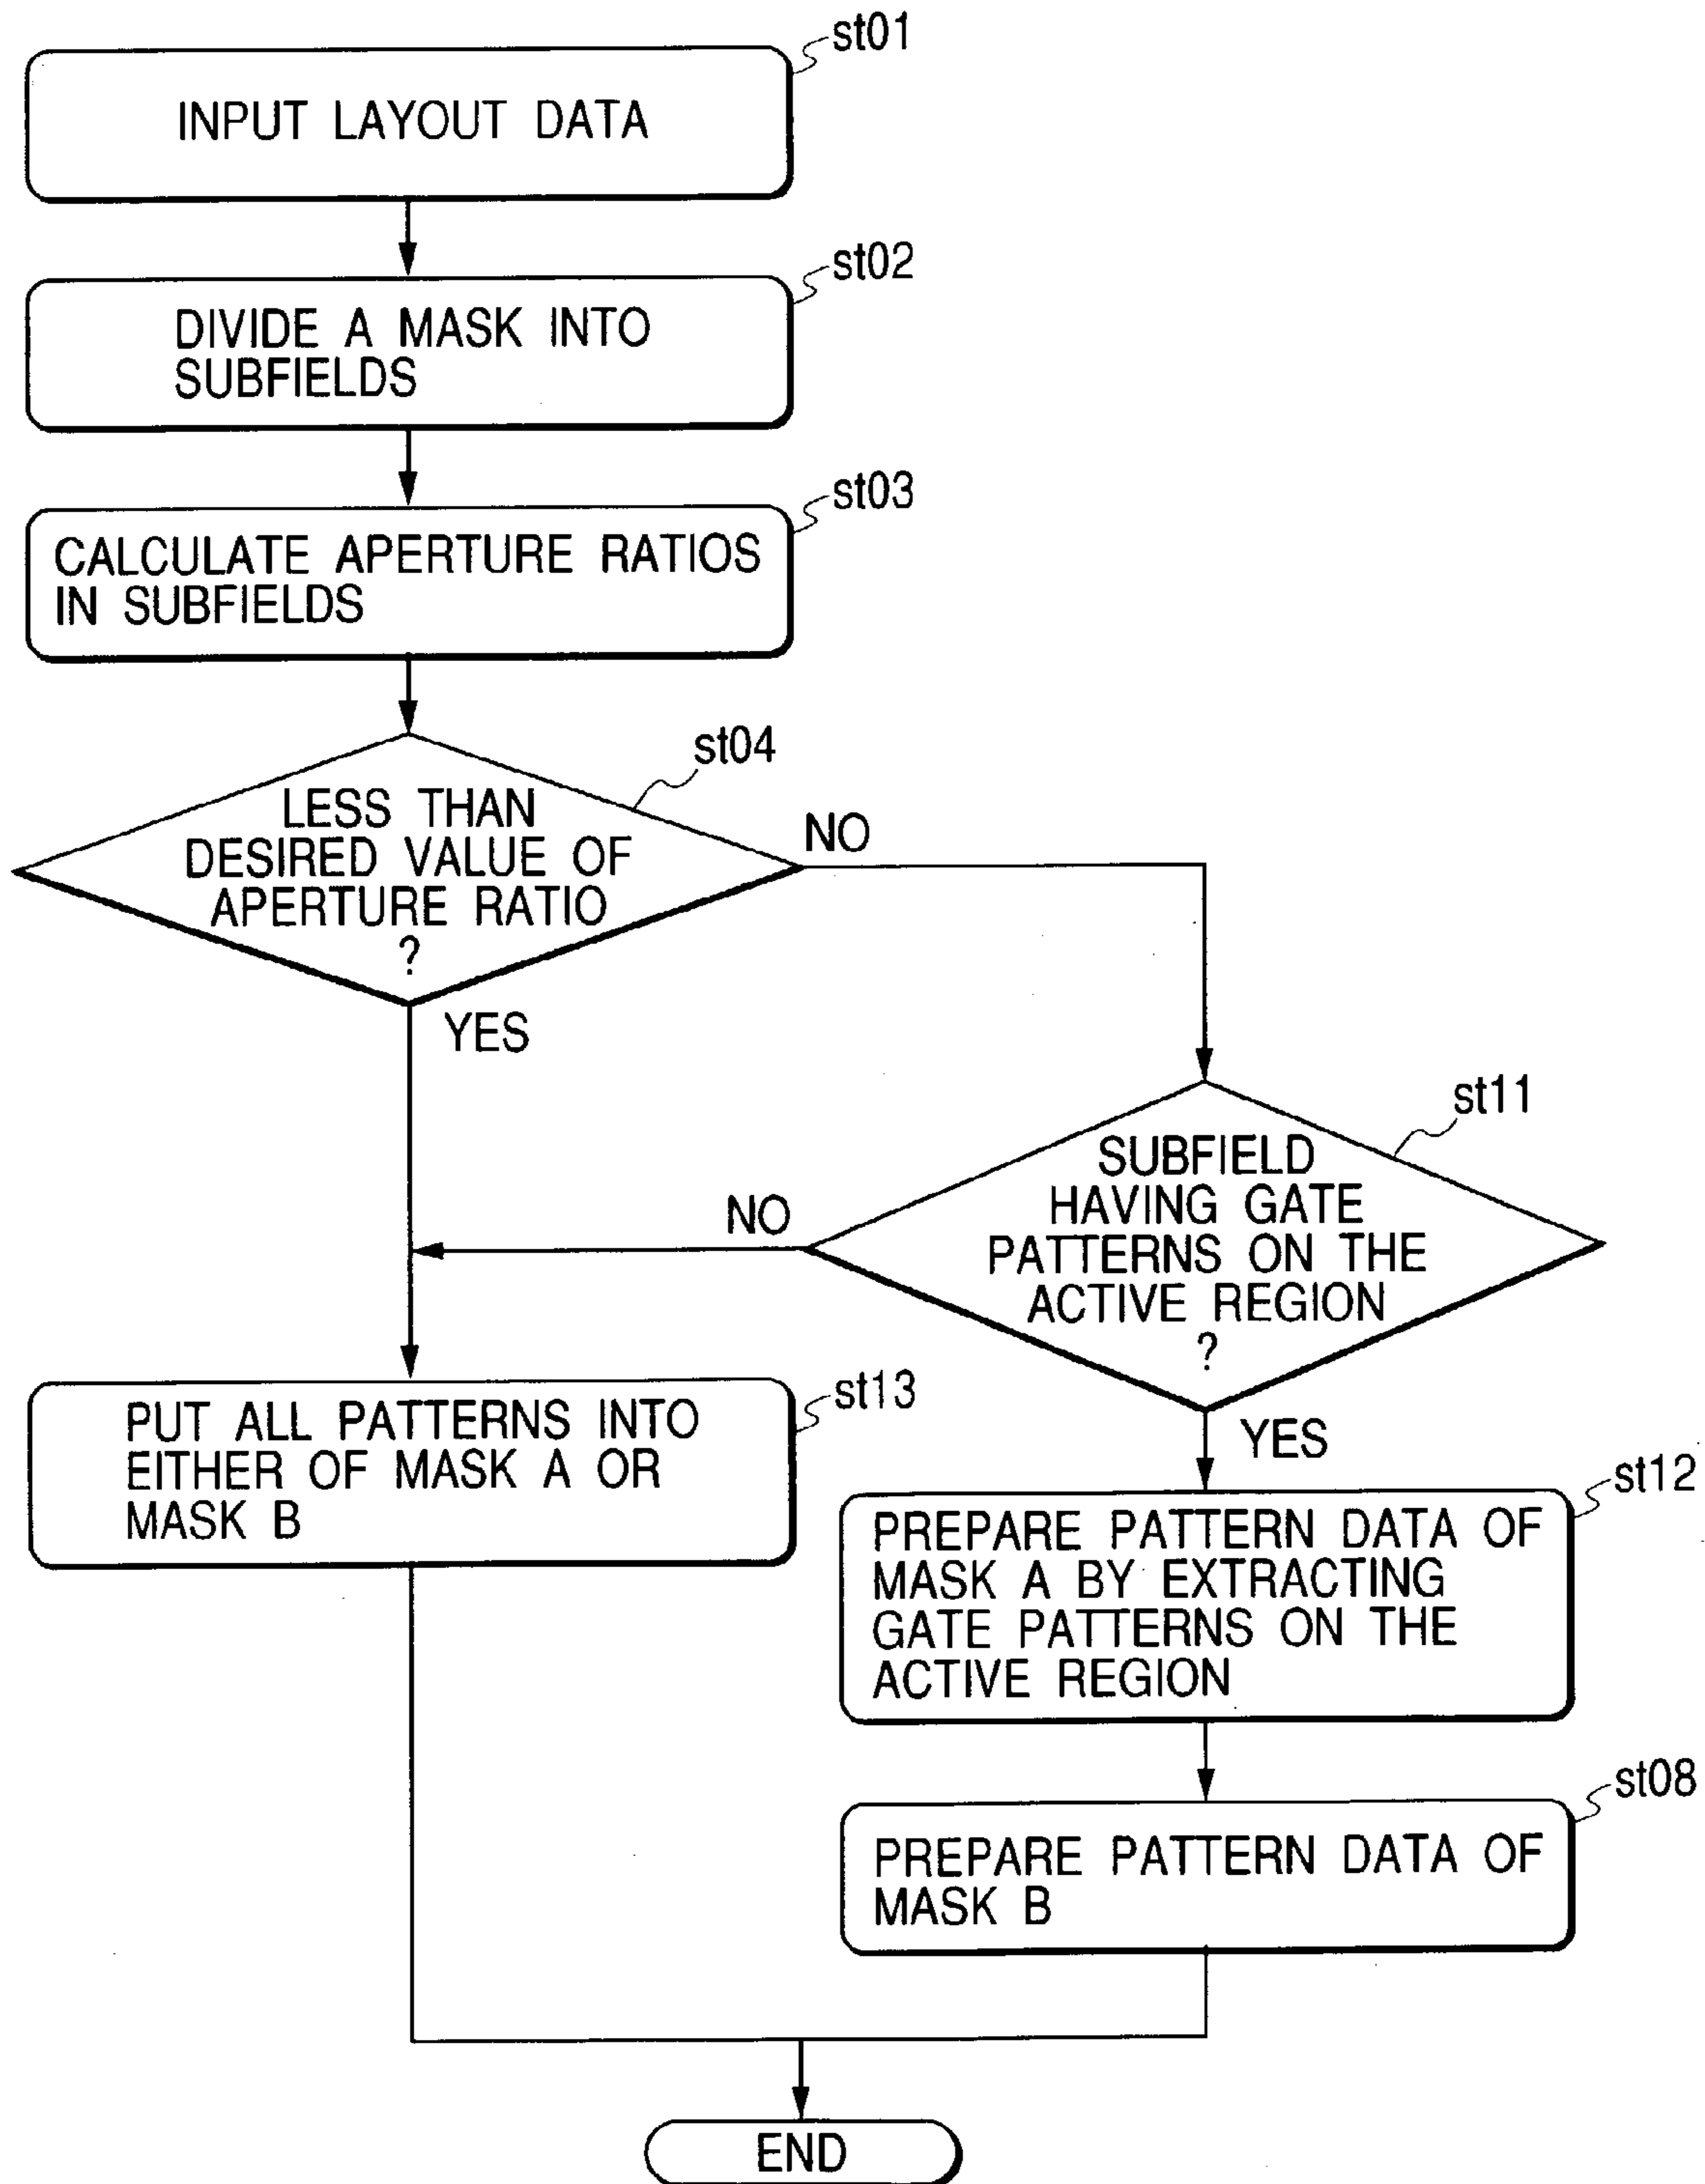 st01
INPUT LAYOUT DATA
st02
DIVIDE A MASK INTO
SUBFIELDS
st03
CALCULATE APERTURE RATIOS
IN SUBFIELDS
st04
LESS THAN
DESIRED VALUE OF
APERTURE RATIO
?
NO
YES
st11
SUBFIELD
HAVING GATE
PATTERNS ON THE
ACTIVE REGION
?
NO
YES
st13
PUT ALL PATTERNS INTO
EITHER OF MASK A OR
MASK B
st12
PREPARE PATTERN DATA OF
MASK A BY EXTRACTING
GATE PATTERNS ON THE
ACTIVE REGION
st08
PREPARE PATTERN DATA OF
MASK B
END